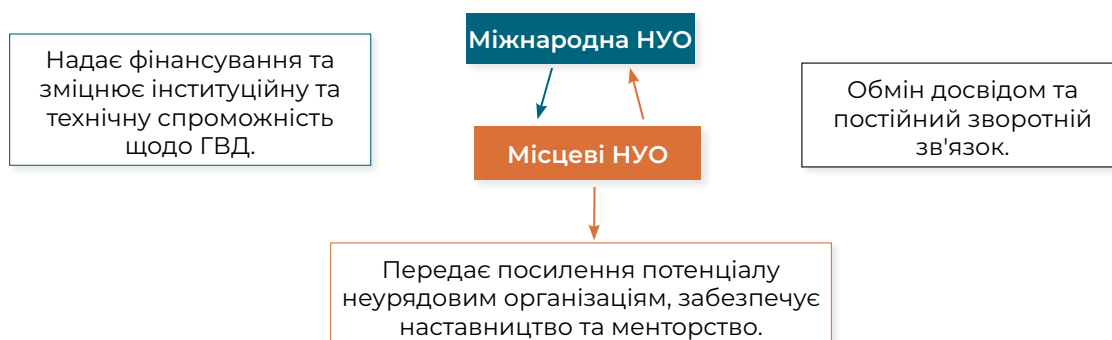 Міжнародна НУО
Надає фінансування та
зміцнює інституційну та
технічну спроможність
щодо ГВД.
Обмін досвідом та
постійний зворотній
зв'язок.
Місцеві НУО
Передає посилення потенціалу
неурядовим організаціям, забезпечує
наставництво та менторство.